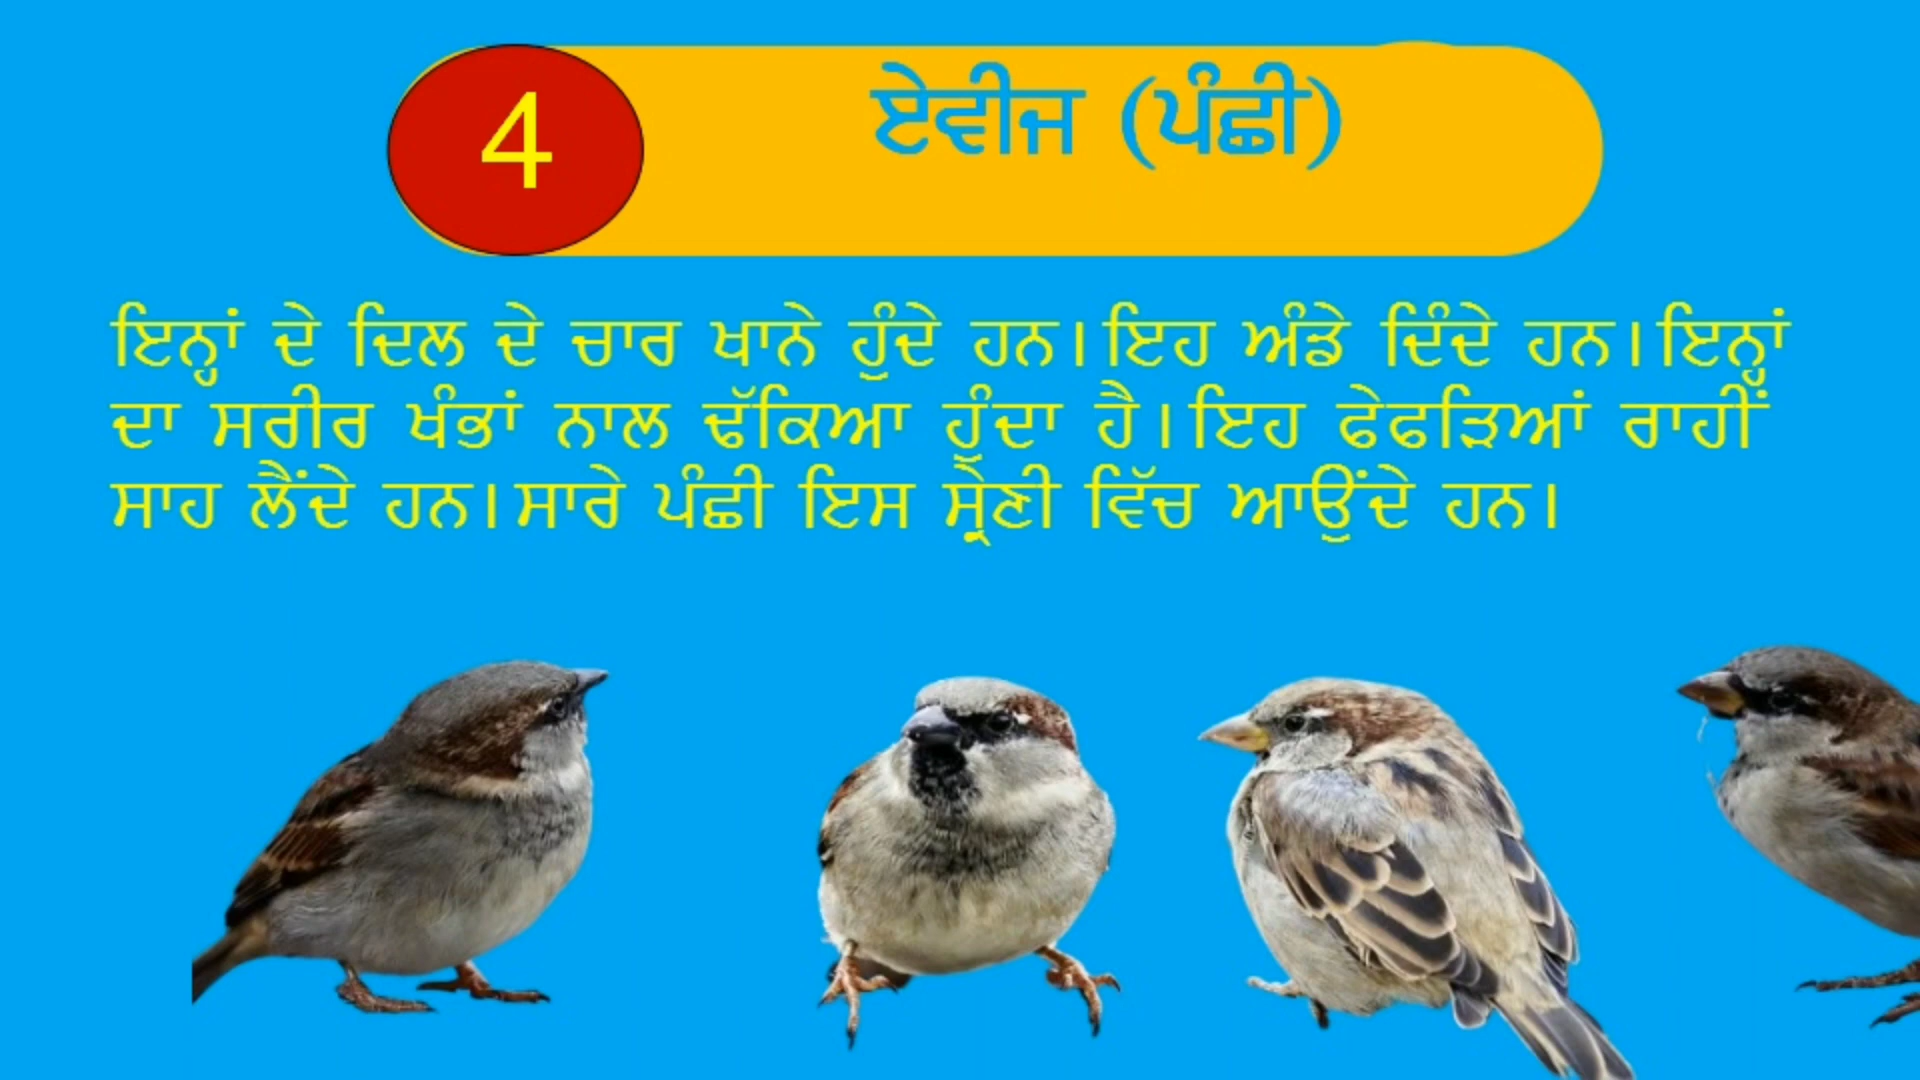 4
ਏਵੀਜ (ਪੰਛੀ)
ਇਨ੍ਹਾਂ ਦੇ ਦਿਲ ਦੇ ਚਾਰ ਖਾਨੇ ਹੁੰਦੇ ਹਨ।ਇਹ ਅੰਡੇ ਦਿੰਦੇ ਹਨ।ਇਨ੍ਹਾਂ
ਦਾ ਸਰੀਰ ਖੰਭਾਂ ਨਾਲ ਢੱਕਿਆ ਹੁੰਦਾ ਹੈ।ਇਹ ਫੇਫੜਿਆਂ ਰਾਹੀਂ
ਸਾਹ ਲੈਂਦੇ ਹਨ।ਸਾਰੇ ਪੰਛੀ ਇਸ ਸ੍ਰੇਣੀ ਵਿੱਚ ਆਉਂਦੇ ਹਨ।